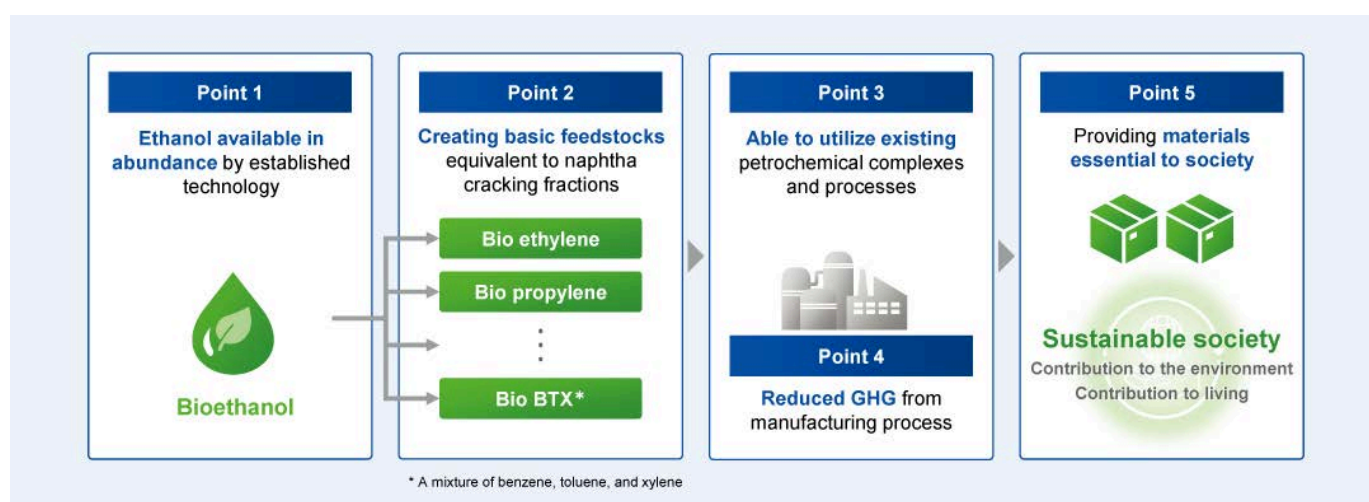 Point 1
Ethanol available in
abundance by established
technology
Bioethanol
Point 2
Creating basic feedstocks
equivalent to naphtha
cracking fractions
Bio ethylene
Bio propylene
⋮
Bio BTX*
* A mixture of benzene, toluene, and xylene
Point 3
Able to utilize existing
petrochemical complexes
and processes
Point 4
Reduced GHG from
manufacturing process
Point 5
Providing materials
essential to society
Sustainable society
Contribution to the environment
Contribution to living